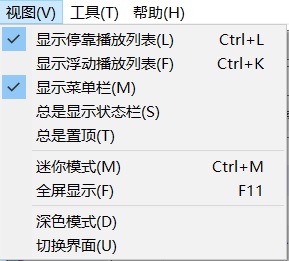 视图(V) 工具(T) 帮助(H)
显示停靠播放列表(L) Ctrl+L
显示浮动播放列表(F) Ctrl+K
显示菜单栏(M)
总是显示状态栏(S)
总是置顶(T)
迷你模式(M) Ctrl+M
全屏显示(F) F11
深色模式(D)
切换界面(U)